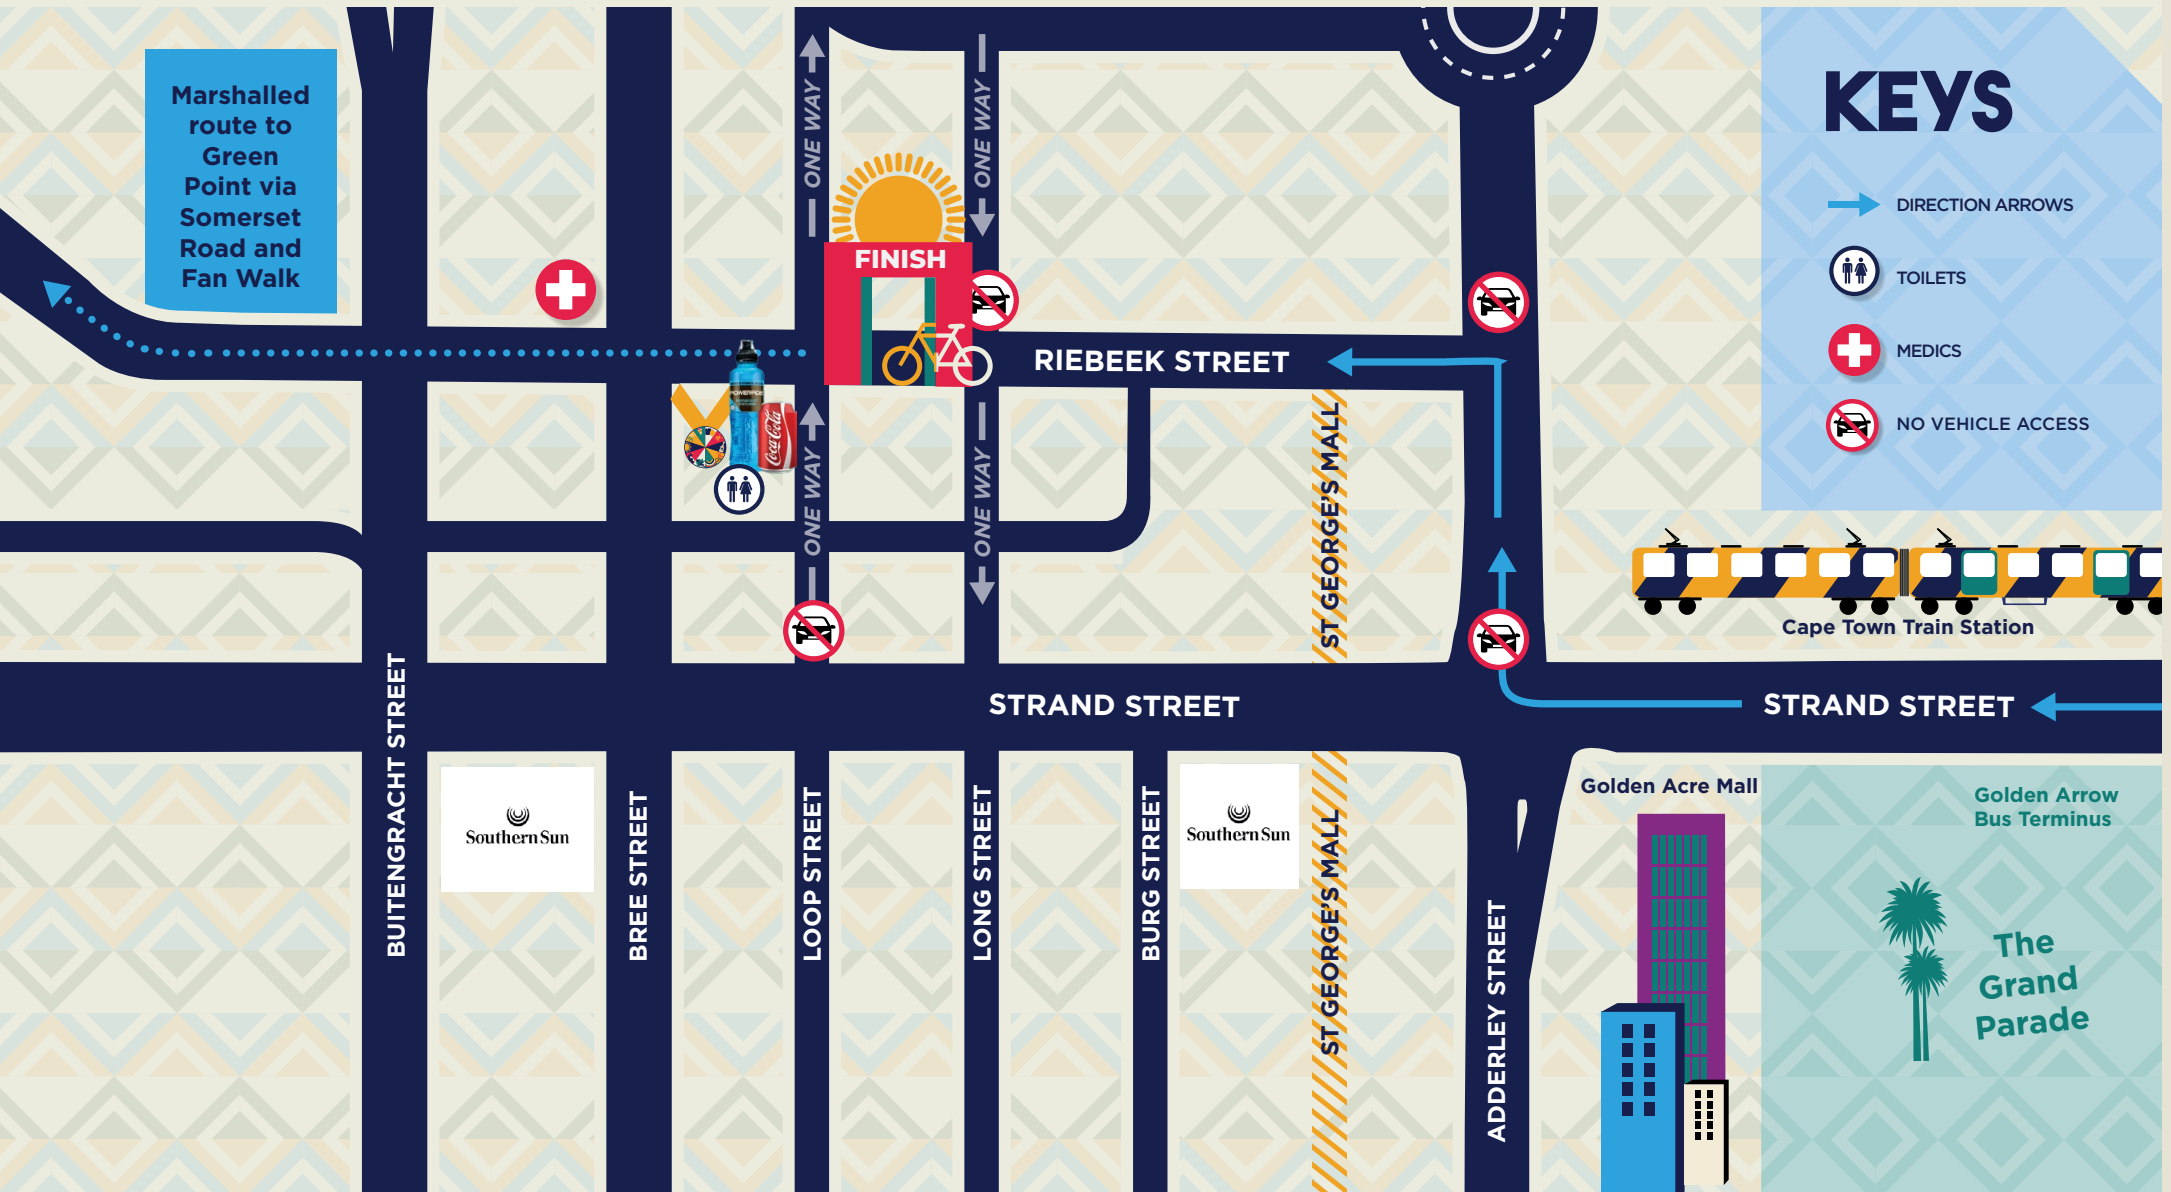 Marshalled
route to
Green
Point via
Somerset
Road and
Fan Walk
ONE WAY
ONE WAY
FINISH
KEYS
DIRECTION ARROWS
TOILETS
MEDICS
NO VEHICLE ACCESS
RIEBEEK STREET
POWERADE
Coca-Cola
ONE WAY
ONE WAY
ST GEORGE'S MALL
Cape Town Train Station
STRAND STREET
STRAND STREET
BUITENGRACHT STREET
Southern Sun
BREE STREET
LOOP STREET
LONG STREET
BURG STREET
Southern Sun
ST GEORGE'S MALL
ADDERLEY STREET
Golden Acre Mall
Golden Arrow
Bus Terminus
The
Grand
Parade